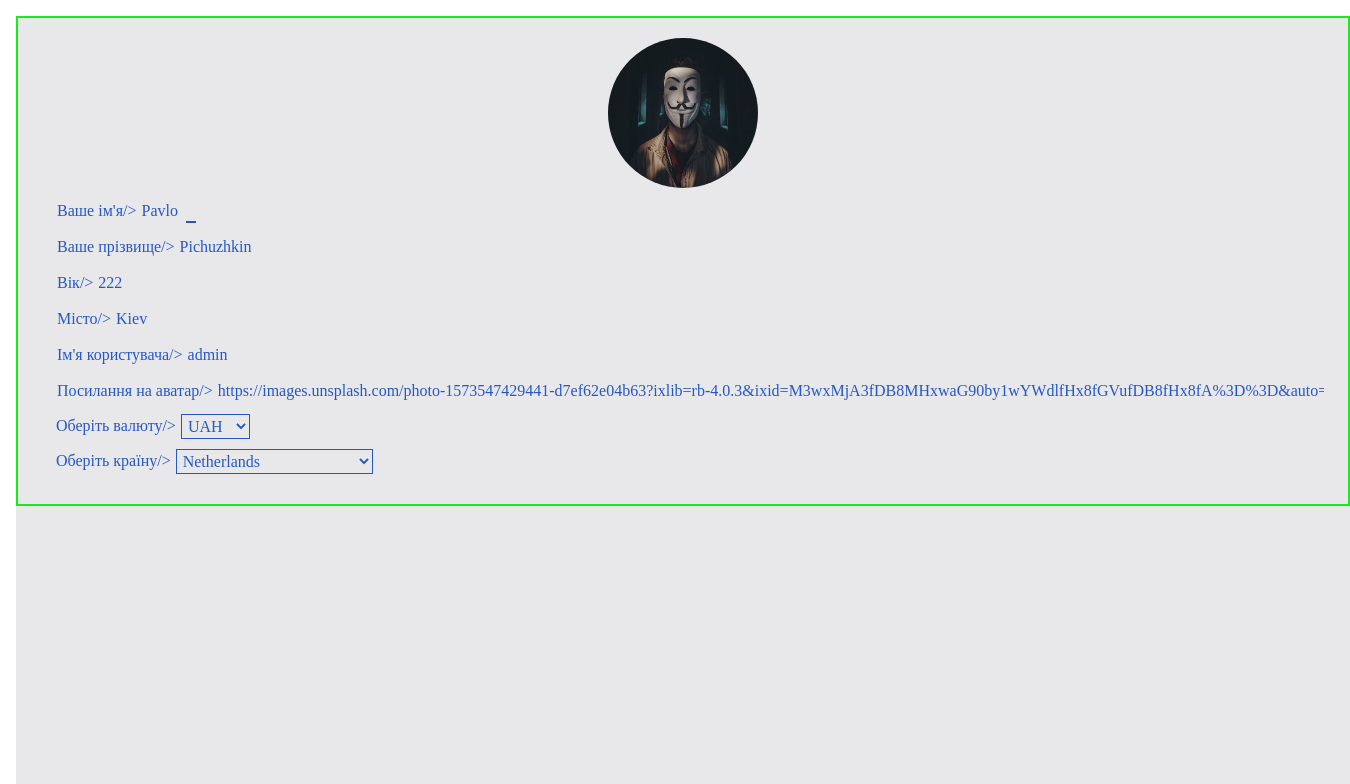 Ваше ім'я/> Pavlo _
Ваше прізвище/> Pichuzhkin
Вік/> 222
Місто/> Kiev
Ім'я користувача/> admin
Посилання на аватар/> https://images.unsplash.com/photo-1573547429441-d7ef62e04b63?ixlib=rb-4.0.3&ixid=M3wxMjA3fDB8MHxwaG90by1wYWdlfHx8fGVufDB8fHx8fA%3D%3D&auto=
Оберіть валюту/> UAH
Оберіть країну/> Netherlands